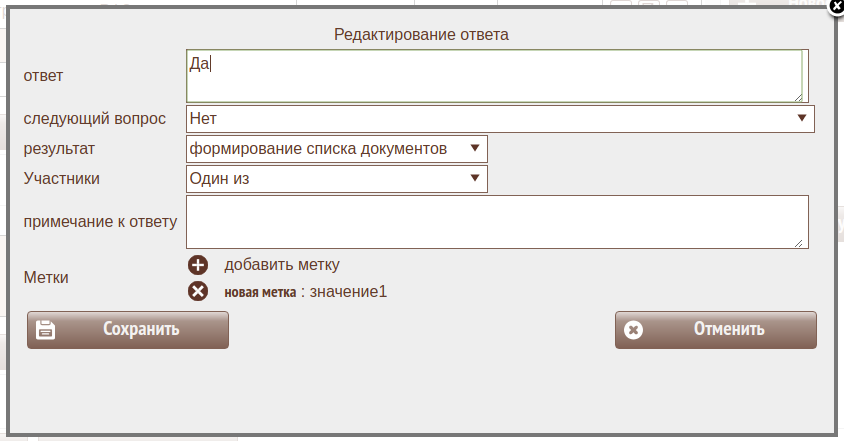 Редактирование ответа
ответ
Да
следующий вопрос
Нет
результат
формирование списка документов
Участники
Один из
примечание к ответу
Метки
добавить метку
новая метка : значение1
Сохранить
Отменить